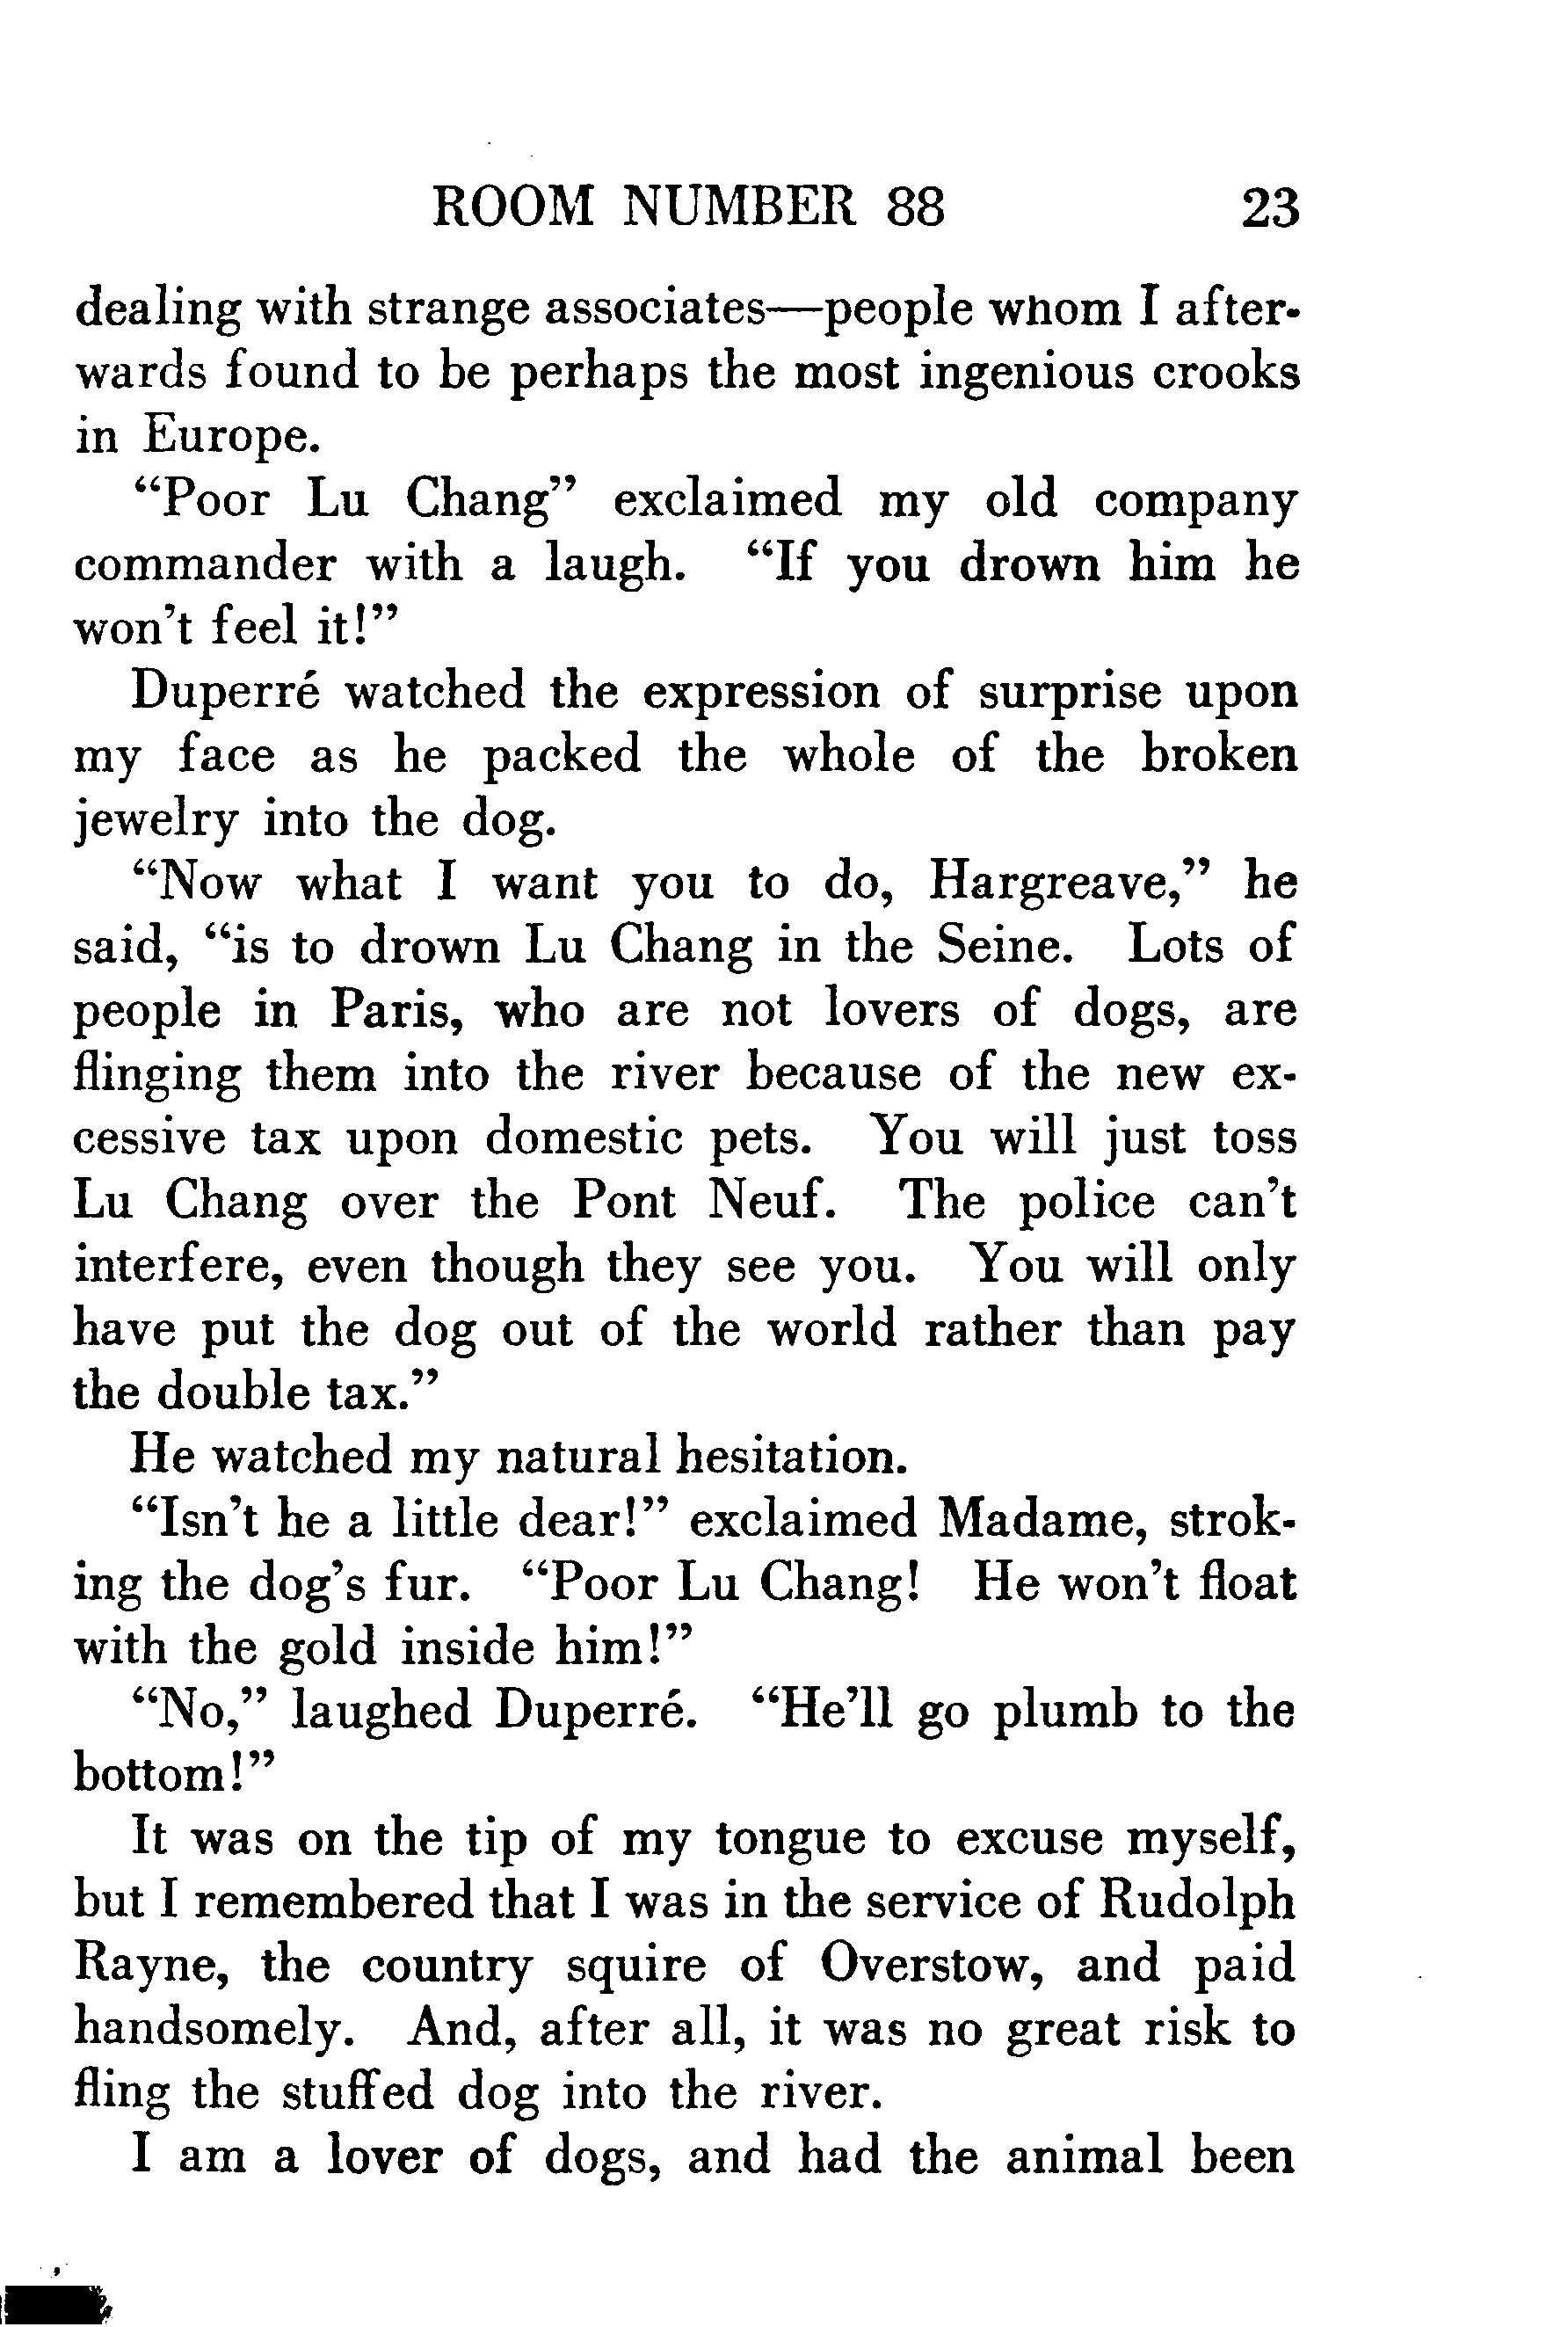 ROOM NUMBER 88 23
dealing with strange associates—people whom I after-
wards found to be perhaps the most ingenious crooks
in Europe.
“Poor Lu Chang” exclaimed my old company
commander with a laugh. “If you drown him he
won’t feel it!”
Duperré watched the expression of surprise upon
my face as he packed the whole of the broken
jewelry into the dog.
“Now what I want you to do, Hargreave,” he
said, “is to drown Lu Chang in the Seine. Lots of
people in Paris, who are not lovers of dogs, are
flinging them into the river because of the new ex-
cessive tax upon domestic pets. You will just toss
Lu Chang over the Pont Neuf. The police can’t
interfere, even though they see you. You will only
have put the dog out of the world rather than pay
the double tax.”
He watched my natural hesitation.
“Isn’t he a little dear!” exclaimed Madame, strok-
ing the dog’s fur. “Poor Lu Chang! He won’t float
with the gold inside him!”
“No,” laughed Duperré. “He’ll go plumb to the
bottom!”
It was on the tip of my tongue to excuse myself,
but I remembered that I was in the service of Rudolph
Rayne, the country squire of Overstow, and paid
handsomely. And, after all, it was no great risk to
fling the stuffed dog into the river.
I am a lover of dogs, and had the animal been